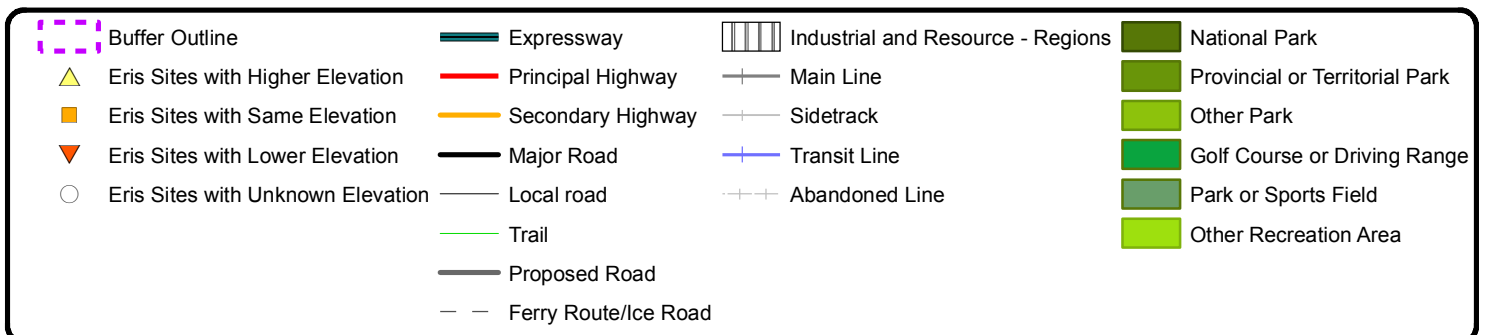 Buffer Outline
Eris Sites with Higher Elevation
Eris Sites with Same Elevation
Eris Sites with Lower Elevation
Eris Sites with Unknown Elevation
Expressway
Principal Highway
Secondary Highway
Major Road
Local road
Trail
Proposed Road
Ferry Route/Ice Road
Industrial and Resource - Regions
Main Line
Sidetrack
Transit Line
Abandoned Line
National Park
Provincial or Territorial Park
Other Park
Golf Course or Driving Range
Park or Sports Field
Other Recreation Area